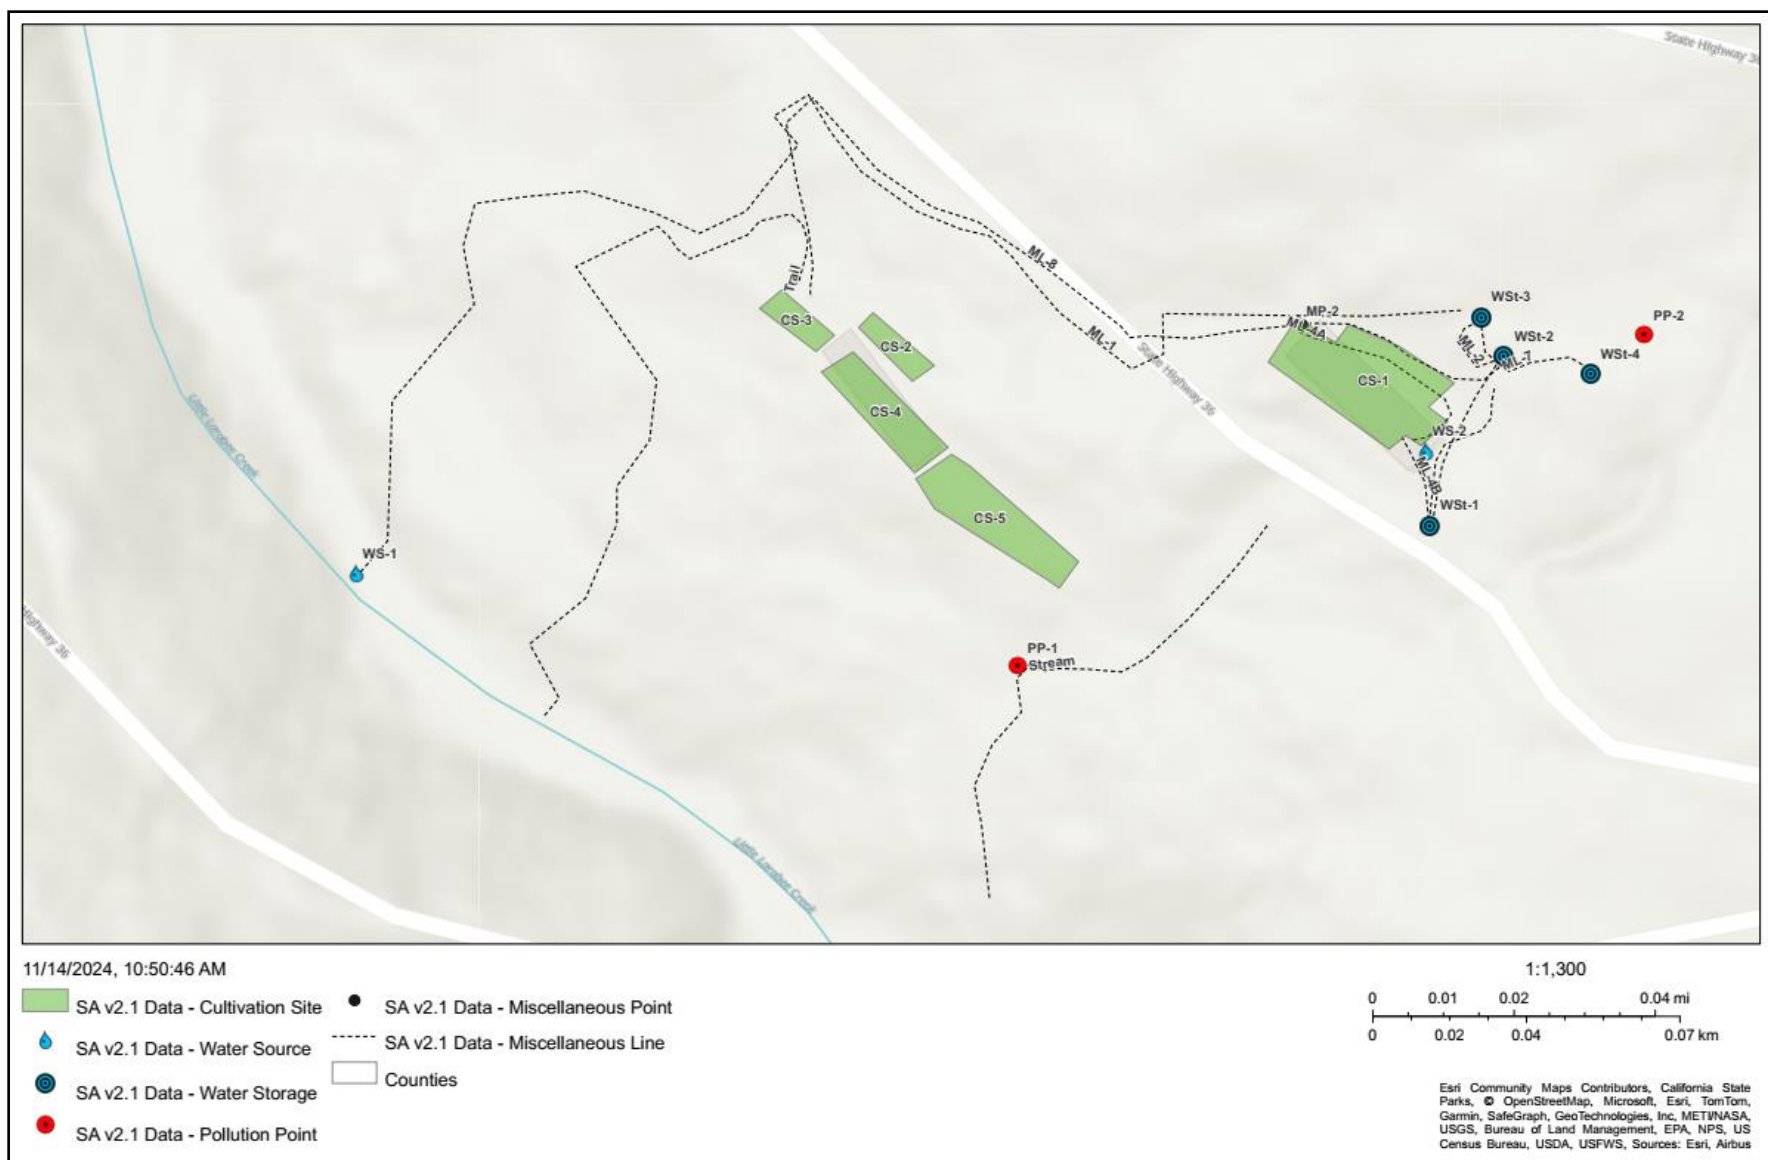 State Highway 36
ML-8
WSt-3
MP-2
PP-2
ML-4A
WSt-2
Trail
CS-3
CS-2
ML-1
ML-2
ML-7
WSt-4
State Highway 36
CS-1
CS-4
WS-2
Little Larabee Creek
ML-4B
WSt-1
CS-5
WS-1
Highway 36
PP-1
Stream
Little Larabee Creek
11/14/2024, 10:50:46 AM
SA v2.1 Data - Cultivation Site
SA v2.1 Data - Water Source
SA v2.1 Data - Water Storage
SA v2.1 Data - Pollution Point
SA v2.1 Data - Miscellaneous Point
SA v2.1 Data - Miscellaneous Line
Counties
1:1,300
0 0.01 0.02 0.04 mi
0 0.02 0.04 0.07 km
Esri Community Maps Contributors, California State
Parks, © OpenStreetMap, Microsoft, Esri, TomTom,
Garmin, SafeGraph, GeoTechnologies, Inc, METI/NASA,
USGS, Bureau of Land Management, EPA, NPS, US
Census Bureau, USDA, USFWS, Sources: Esri, Airbus